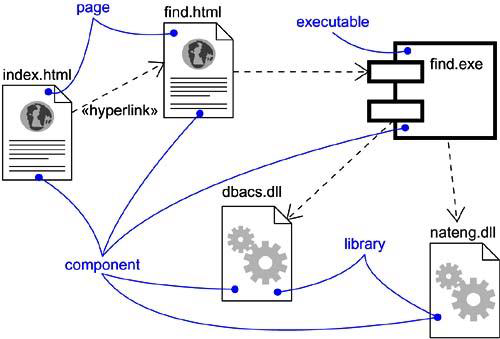 page
find.html
executable
index.html
find.exe
«hyperlink»
dbacs.dll
library
nateng.dll
component